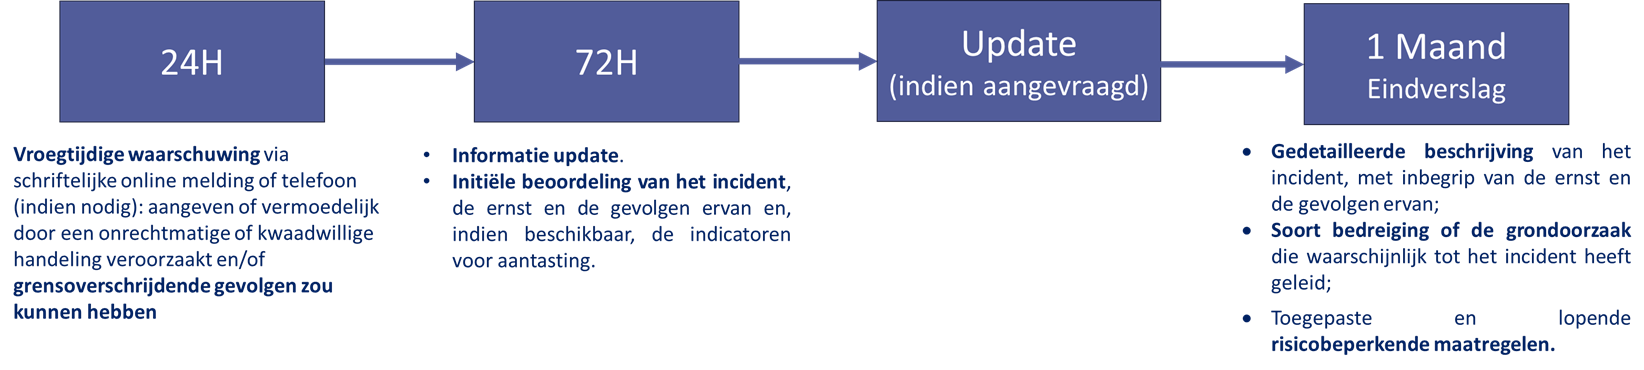 24H
Vroegtijdige waarschuwing via
schriftelijke online melding of telefoon
(indien nodig): aangeven of vermoedelijk
door een onrechtmatige of kwaadwillige
handeling veroorzaakt en/of
grensoverschrijdende gevolgen zou
kunnen hebben
72H
• Informatie update.
• Initiële beoordeling van het incident,
de ernst en de gevolgen ervan en,
indien beschikbaar, de indicatoren
voor aantasting.
Update
(indien aangevraagd)
1 Maand
Eindverslag
• Gedetailleerde beschrijving van het
incident, met inbegrip van de ernst en
de gevolgen ervan;
• Soort bedreiging of de grondoorzaak
die waarschijnlijk tot het incident heeft
geleid;
• Toegepaste en lopende
risicobeperkende maatregelen.